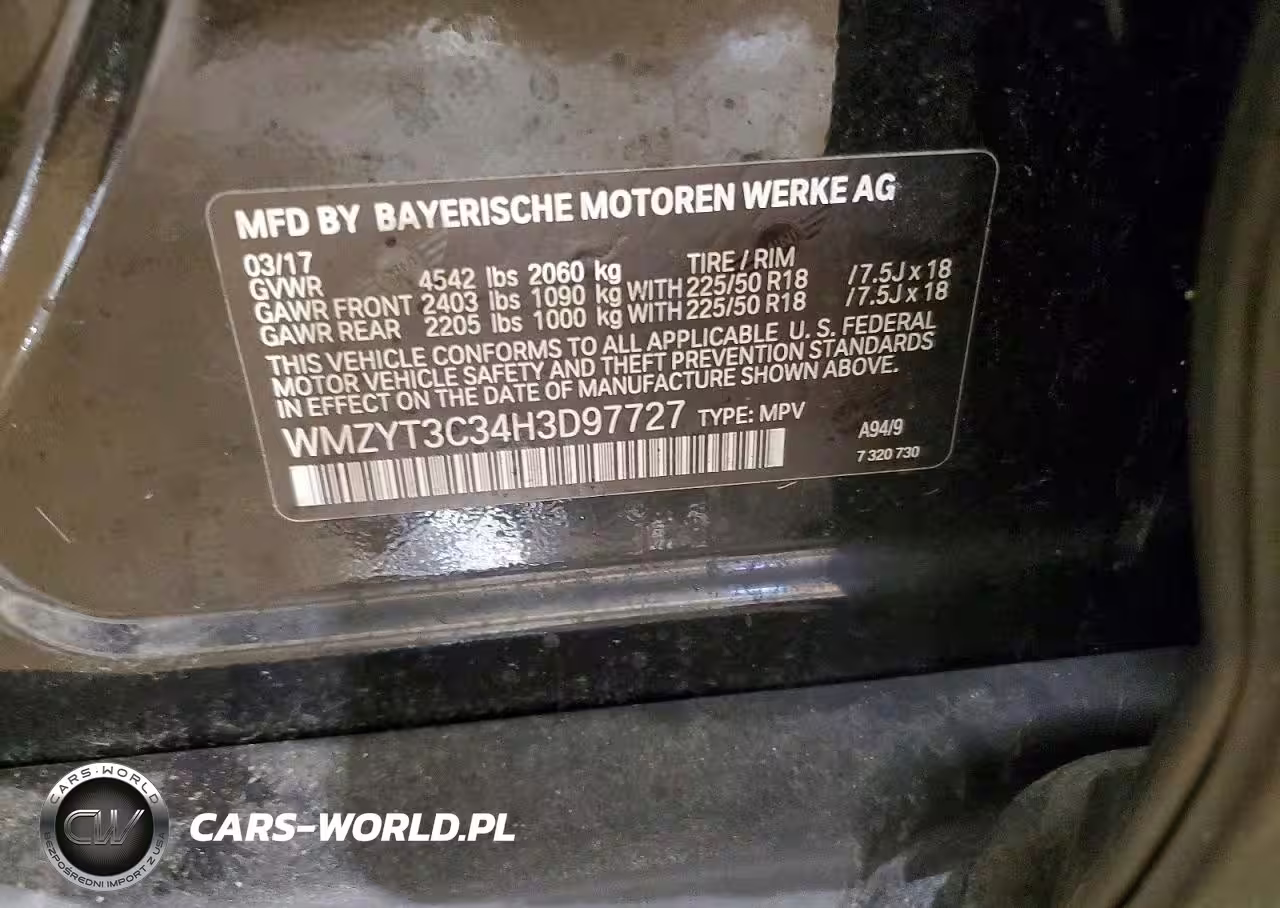 MFD BY BAYERISCHE MOTOREN WERKE AG
03/17 TIRE / RIM
GVWR 4542 lbs 2060 kg
GAWR FRONT 2403 lbs 1090 kg WITH 225/50 R18 /7.5J x 18
GAWR REAR 2205 lbs 1000 kg WITH 225/50 R18 /7.5J x 18
THIS VEHICLE CONFORMS TO ALL APPLICABLE U. S. FEDERAL
MOTOR VEHICLE SAFETY AND THEFT PREVENTION STANDARDS
IN EFFECT ON THE DATE OF MANUFACTURE SHOWN ABOVE.
WMZYT3C34H3D97727 TYPE: MPV A94/9
7 320 730
CARS-WORLD
CW
BEZPOŚREDNI IMPORT Z USA
CARS-WORLD.PL